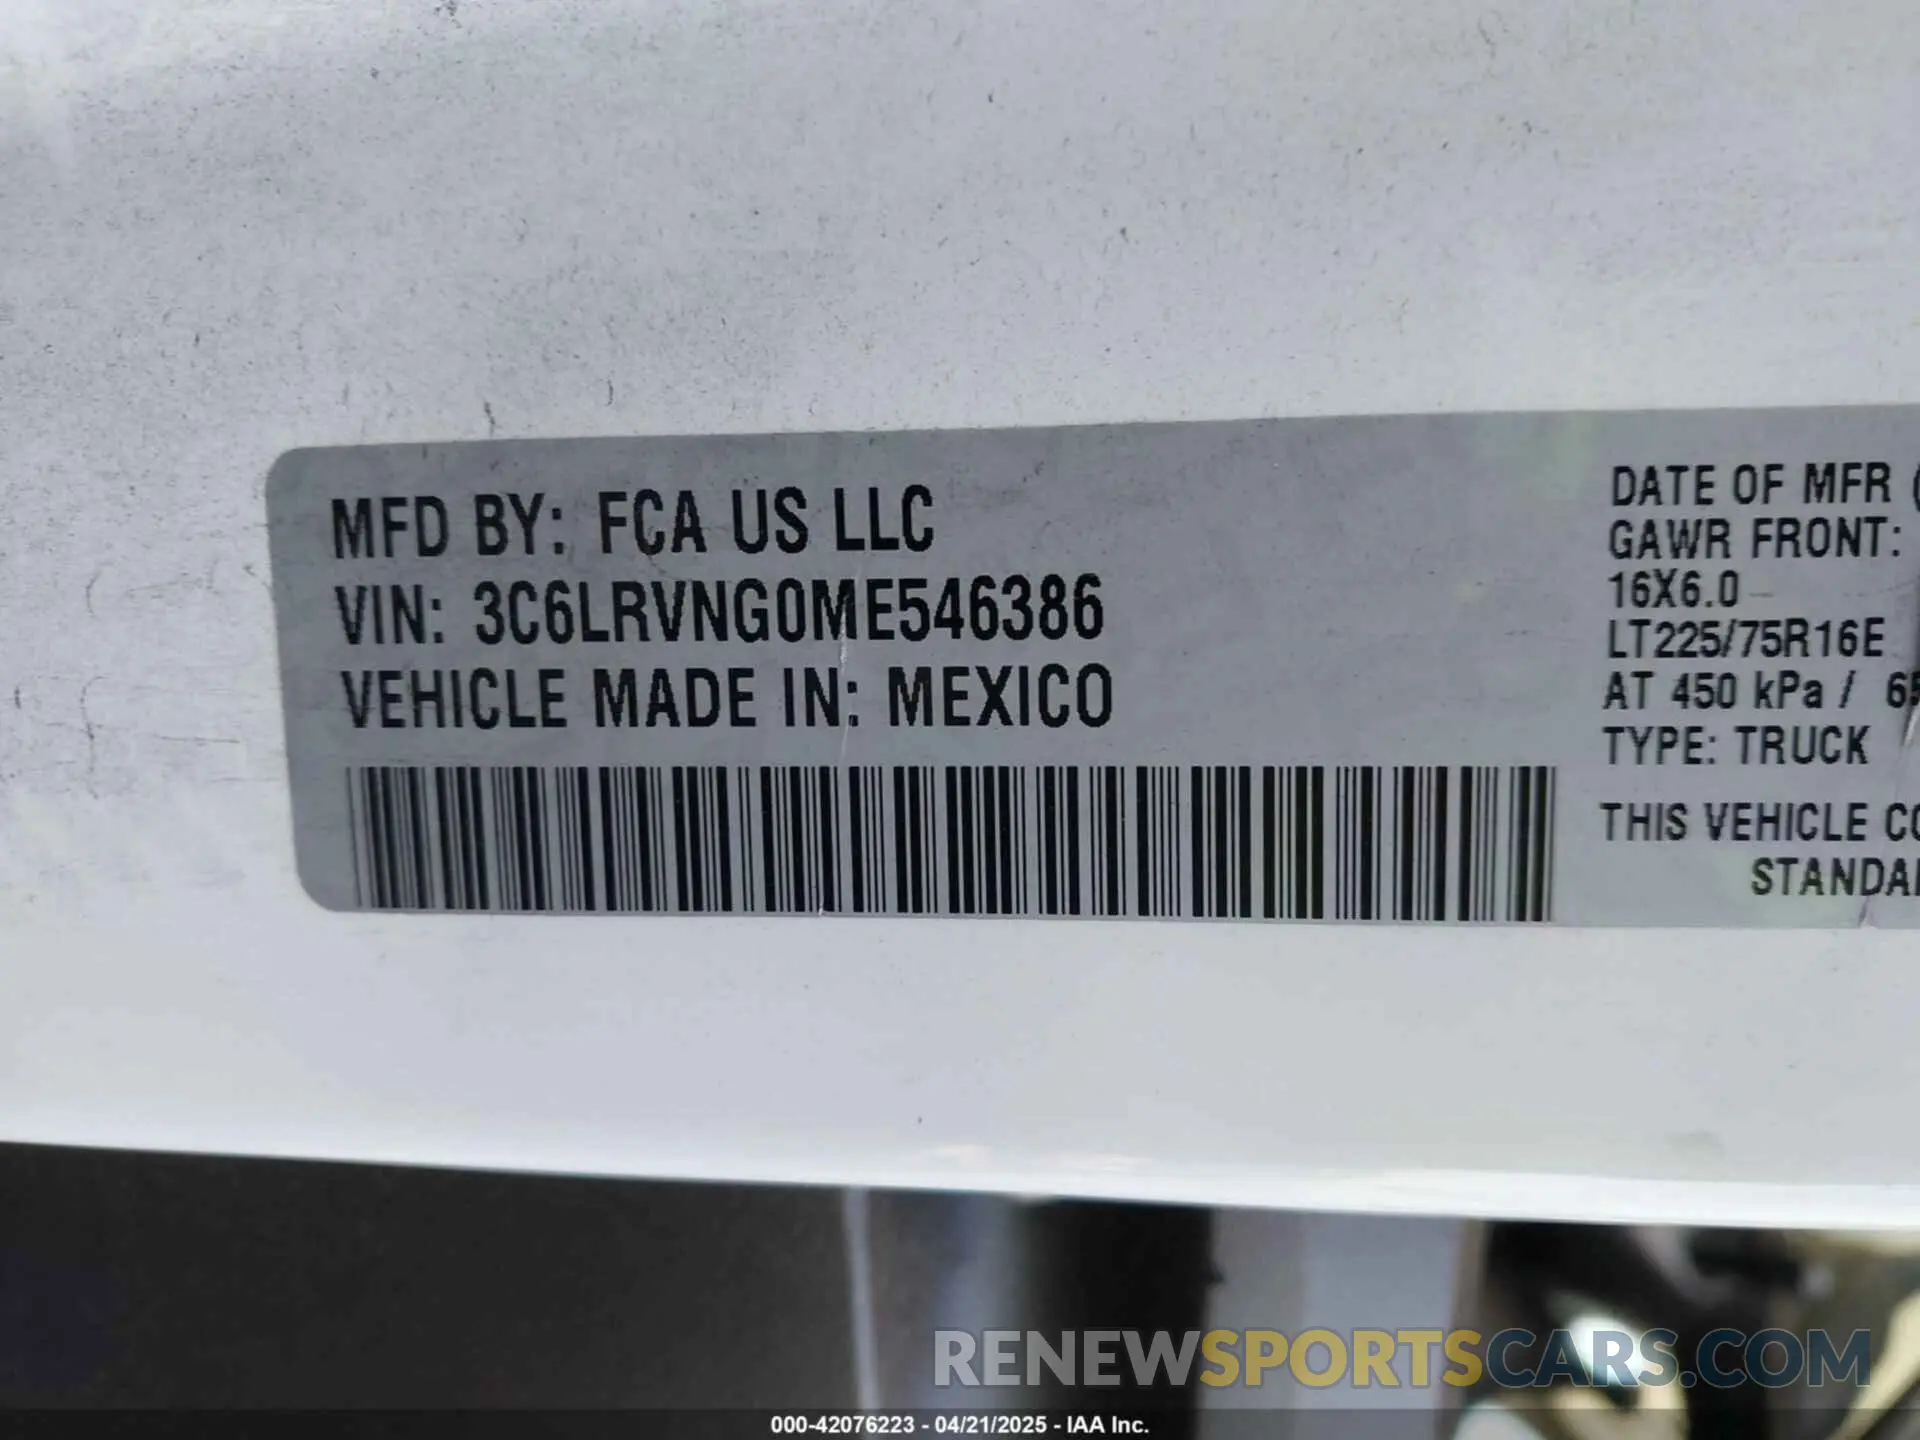 MFD BY: FCA US LLC
VIN: 3C6LRVNG0ME546386
VEHICLE MADE IN: MEXICO
DATE OF MFR (
GAWR FRONT:
16X6.0
LT225/75R16E
AT 450 kPa /
TYPE: TRUCK
THIS VEHICLE
RENEWSPORTSCARS.COM
000-42076223 - 04/21/2025 - IAA Inc.